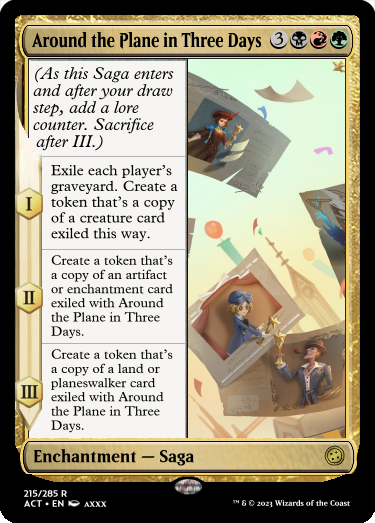 Around the Plane in Three Days 3
(As this Saga enters
and after your draw
step, add a lore
counter. Sacrifice
after III.)
I
Exile each player's
graveyard. Create a
token that's a copy
of a creature card
exiled this way.
II
Create a token that's
a copy of an artifact
or enchantment card
exiled with Around
the Plane in Three
Days.
III
Create a token that's
a copy of a land or
planeswalker card
exiled with Around
the Plane in Three
Days.
Enchantment — Saga
215/285 R
ACT • EN AXXX
™ & © 2023 Wizards of the Coast